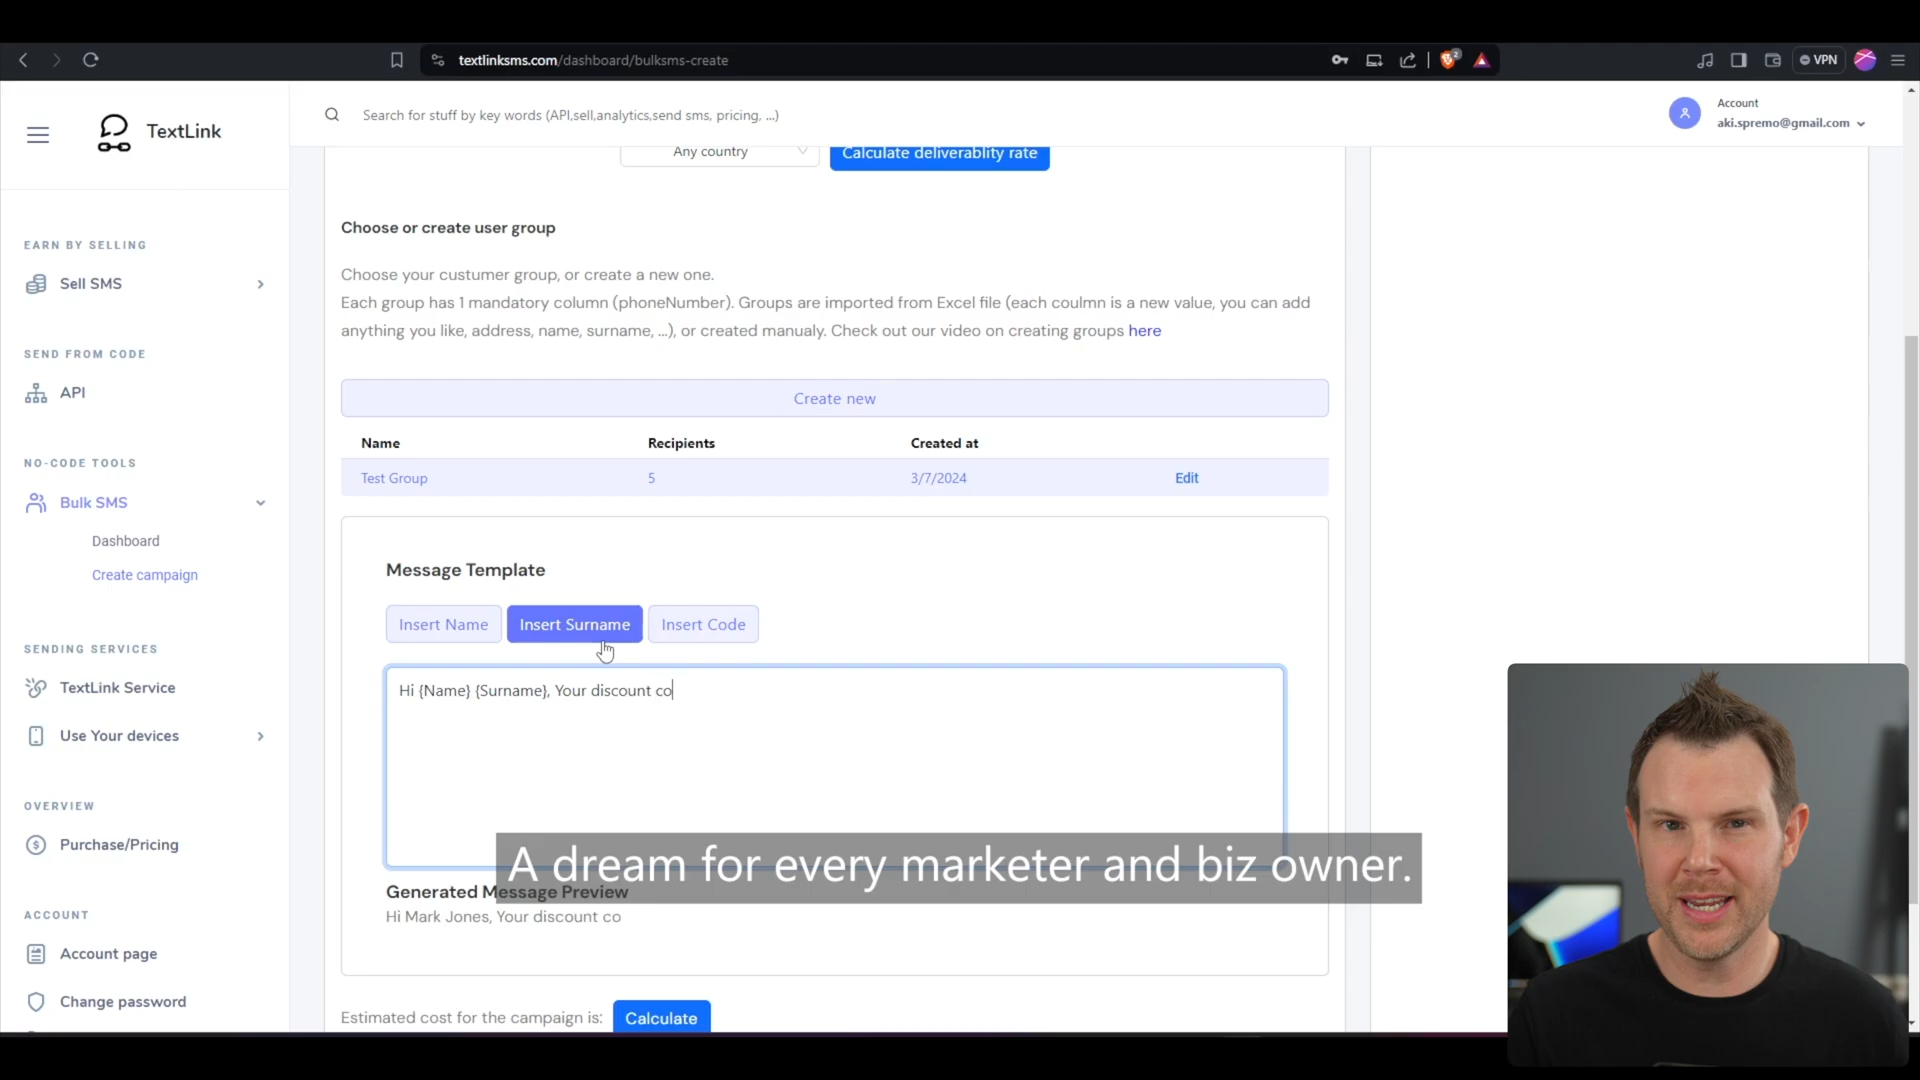 textlinksms.com/dashboard/bulksms-create
2
VPN
TextLink
Search for stuff by key words (API,sell,analytics,send sms, pricing, ...)
Account
aki.spremo@gmail.com
Any country
Calculate deliverablity rate
EARN BY SELLING
Sell SMS
SEND FROM CODE
API
NO-CODE TOOLS
Bulk SMS
Dashboard
Create campaign
SENDING SERVICES
TextLink Service
Use Your devices
OVERVIEW
Purchase/Pricing
ACCOUNT
Account page
Change password
Choose or create user group
Choose your custumer group, or create a new one.
Each group has 1 mandatory column (phoneNumber). Groups are imported from Excel file (each coulmn is a new value, you can add
anything you like, address, name, surname, ...), or created manualy. Check out our video on creating groups here
Create new
Name Recipients Created at
Test Group 5 3/7/2024 Edit
Message Template
Insert Name Insert Surname Insert Code
Hi {Name} {Surname}, Your discount co
A dream for every marketer and biz owner.
Generated Message Preview
Hi Mark Jones, Your discount co
Estimated cost for the campaign is: Calculate